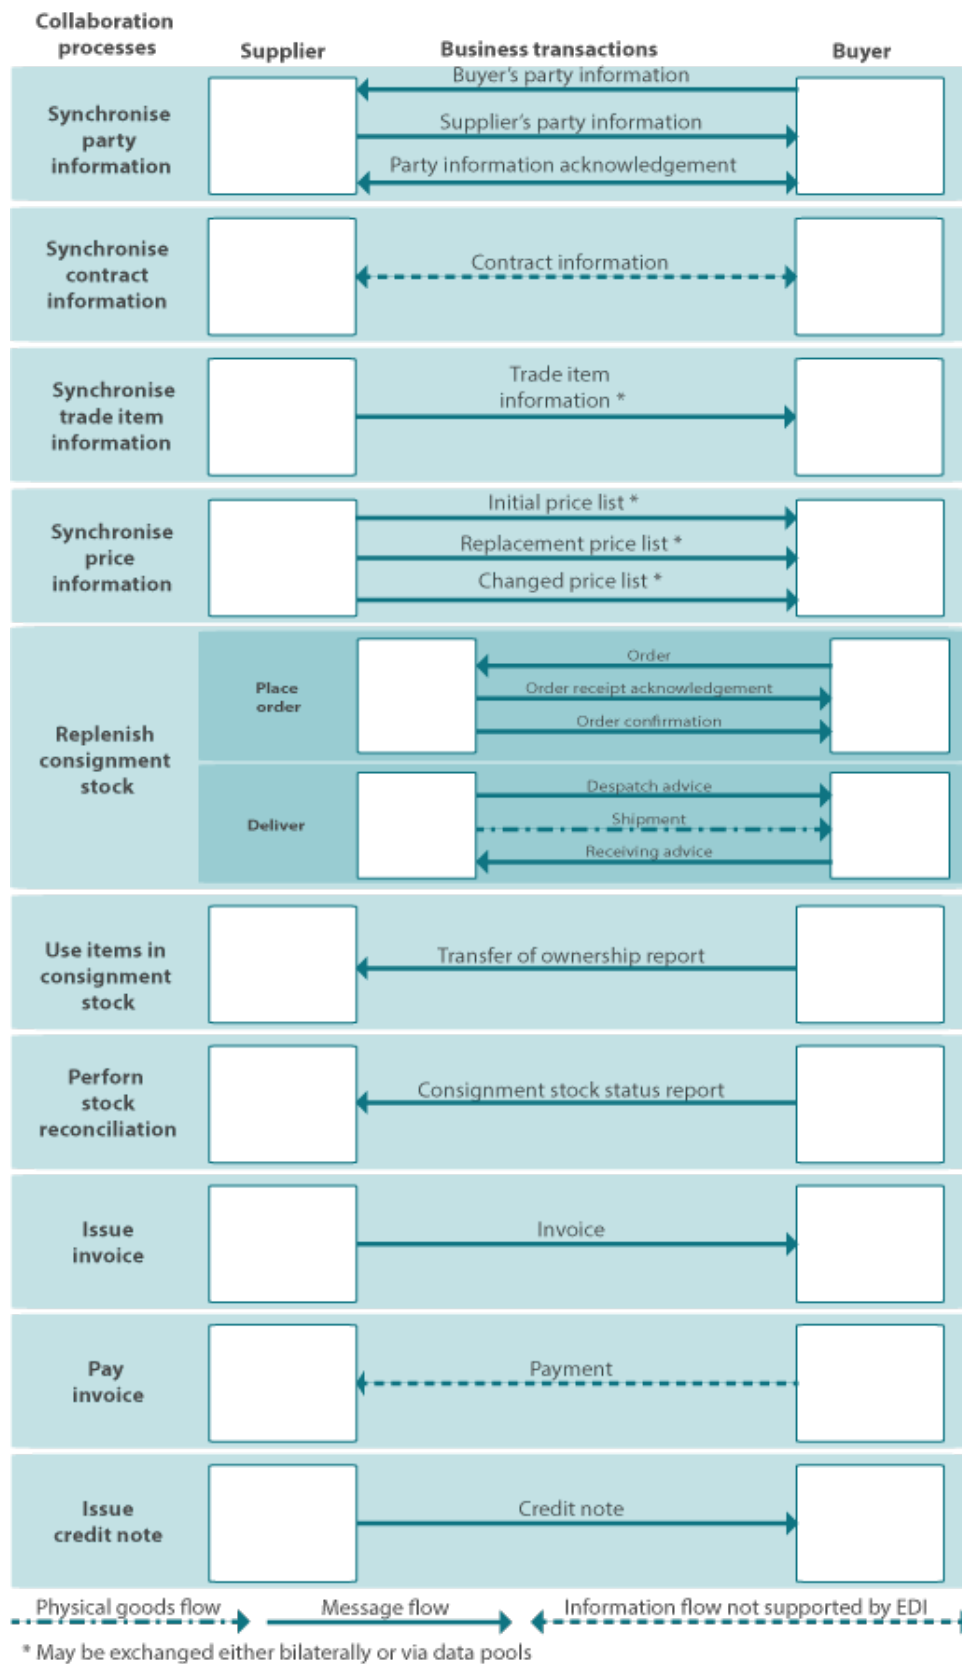 Collaboration
processes
Supplier
Business transactions
Buyer
Synchronise
party
information
Buyer's party information
Supplier's party information
Party information acknowledgement
Synchronise
contract
information
Contract information
Synchronise
trade item
information
Trade item
information *
Synchronise
price
information
Initial price list *
Replacement price list *
Changed price list *
Replenish
consignment
stock
Place
order
Order
Order receipt acknowledgement
Order confirmation
Deliver
Despatch advice
Shipment
Receiving advice
Use items in
consignment
stock
Transfer of ownership report
Perforn
stock
reconciliation
Consignment stock status report
Issue
invoice
Invoice
Pay
invoice
Payment
Issue
credit note
Credit note
Physical goods flow
Message flow
Information flow not supported by EDI
* May be exchanged either bilaterally or via data pools